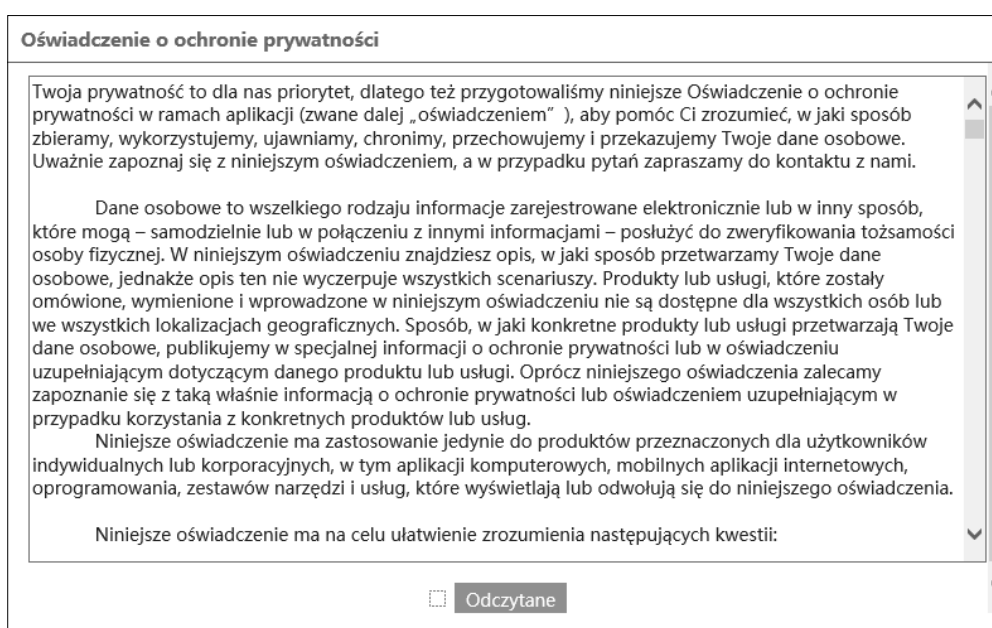 Oświadczenie o ochronie prywatności
Twoja prywatność to dla nas priorytet, dlatego też przygotowaliśmy niniejsze Oświadczenie o ochronie
prywatności w ramach aplikacji (zwane dalej „oświadczeniem” ), aby pomóc Ci zrozumieć, w jaki sposób
zbieramy, wykorzystujemy, ujawniamy, chronimy, przechowujemy i przekazujemy Twoje dane osobowe.
Uważnie zapoznaj się z niniejszym oświadczeniem, a w przypadku pytań zapraszamy do kontaktu z nami.
Dane osobowe to wszelkiego rodzaju informacje zarejestrowane elektronicznie lub w inny sposób,
które mogą – samodzielnie lub w połączeniu z innymi informacjami – posłużyć do zweryfikowania tożsamości
osoby fizycznej. W niniejszym oświadczeniu znajdziesz opis, w jaki sposób przetwarzamy Twoje dane
osobowe, jednakże opis ten nie wyczerpuje wszystkich scenariuszy. Produkty lub usługi, które zostały
omówione, wymienione i wprowadzone w niniejszym oświadczeniu nie są dostępne dla wszystkich osób lub
we wszystkich lokalizacjach geograficznych. Sposób, w jaki konkretne produkty lub usługi przetwarzają Twoje
dane osobowe, publikujemy w specjalnej informacji o ochronie prywatności lub w oświadczeniu
uzupełniającym dotyczącym danego produktu lub usługi. Oprócz niniejszego oświadczenia zalecamy
zapoznanie się z taką właśnie informacją o ochronie prywatności lub oświadczeniem uzupełniającym w
przypadku korzystania z konkretnych produktów lub usług.
Niniejsze oświadczenie ma zastosowanie jedynie do produktów przeznaczonych dla użytkowników
indywidualnych lub korporacyjnych, w tym aplikacji komputerowych, mobilnych aplikacji internetowych,
oprogramowania, zestawów narzędzi i usług, które wyświetlają lub odwołują się do niniejszego oświadczenia.
Niniejsze oświadczenie ma na celu ułatwienie zrozumienia następujących kwestii:
Odczytane